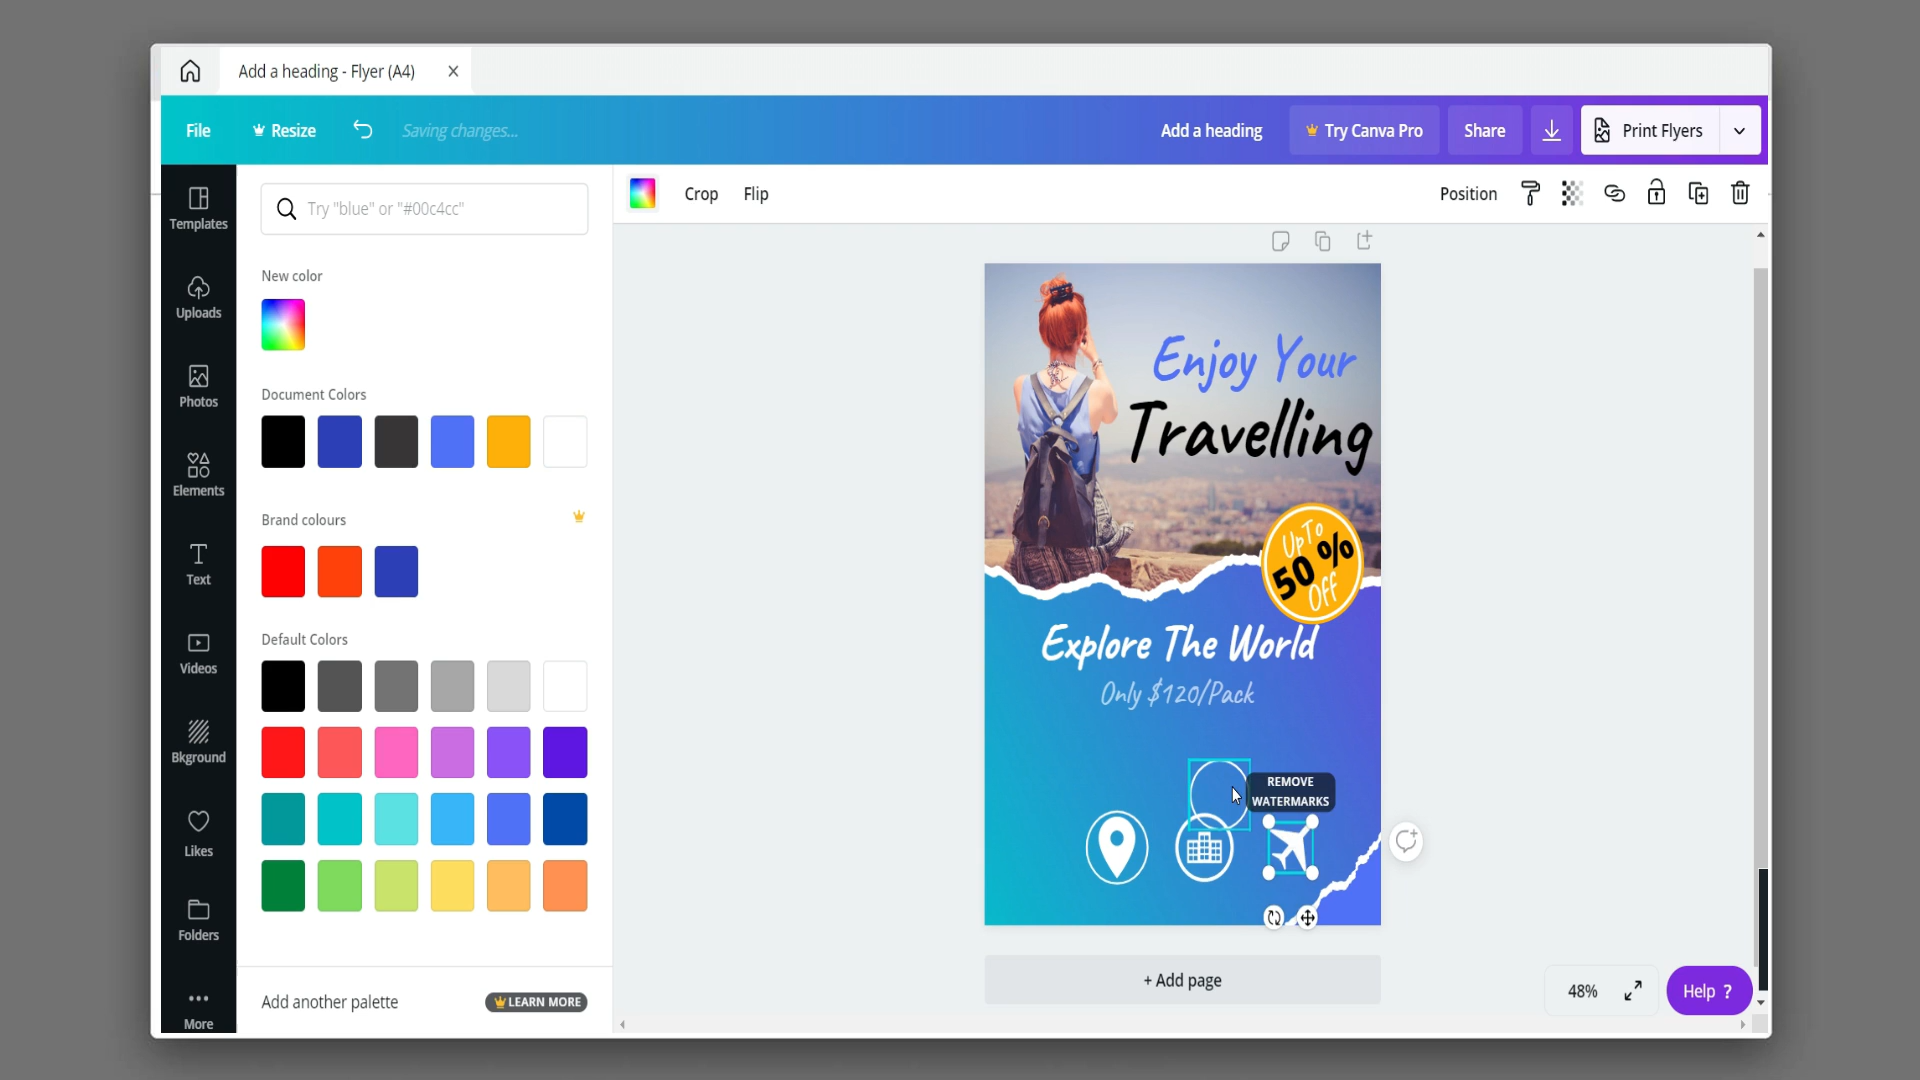 Add a heading - Flyer (A4)
File
Resize
Saving changes...
Add a heading
Try Canva Pro
Share
Print Flyers
Templates
Uploads
Photos
Elements
Text
Videos
Bkground
Likes
Folders
More
Try "blue" or "#00c4cc"
New color
Document Colors
Brand colours
Default Colors
Add another palette
LEARN MORE
Crop
Flip
Position
Enjoy Your
Travelling
UpTo
50 %
OFF
Explore The World
Only $120/Pack
REMOVE
WATERMARKS
+ Add page
48%
Help ?